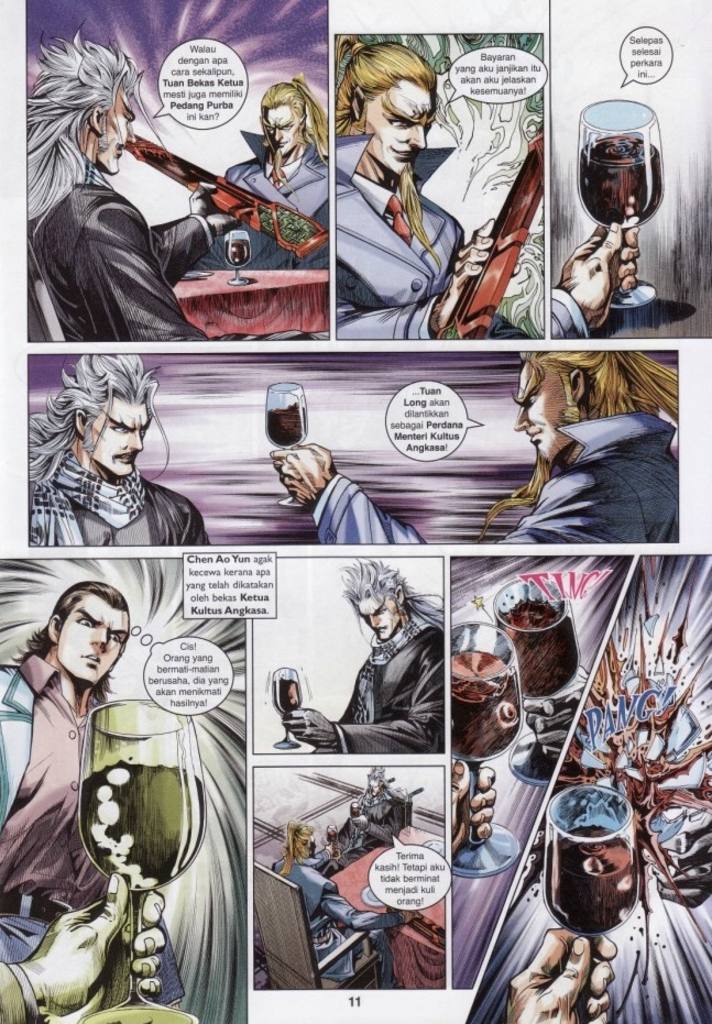 Walau
dengan apa
cara sekalipun,
Tuan Bekas Ketua
mesti juga memiliki
Pedang Purba
ini kan?
Bayaran
yang aku janjikan itu
akan aku jelaskan
kesemuanya!
Selepas
selesai
perkara
ini...
...Tuan
Long akan
dilantikkan
sebagai Perdana
Menteri Kultus
Angkasa!
Chen Ao Yun agak
kecewa kerana apa
yang telah dikatakan
oleh bekas Ketua
Kultus Angkasa.
Cis!
Orang yang
bermati-matian
berusaha, dia yang
akan menikmati
hasilnya!
Terima
kasih! Tetapi aku
tidak berminat
menjadi kuli
orang!
TING
PANG
11